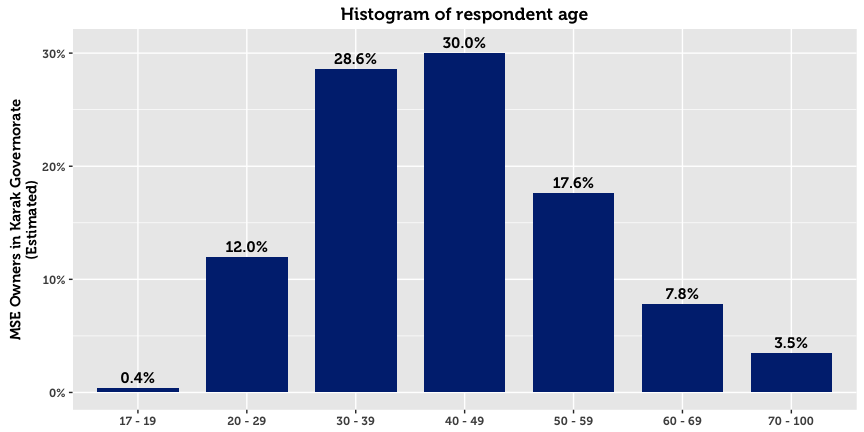 Histogram of respondent age
MSE Owners in Karak Governorate
(Estimated)
30%
20%
10%
0%
0.4%
12.0%
28.6%
30.0%
17.6%
7.8%
3.5%
17 - 19
20 - 29
30 - 39
40 - 49
50 - 59
60 - 69
70 - 100